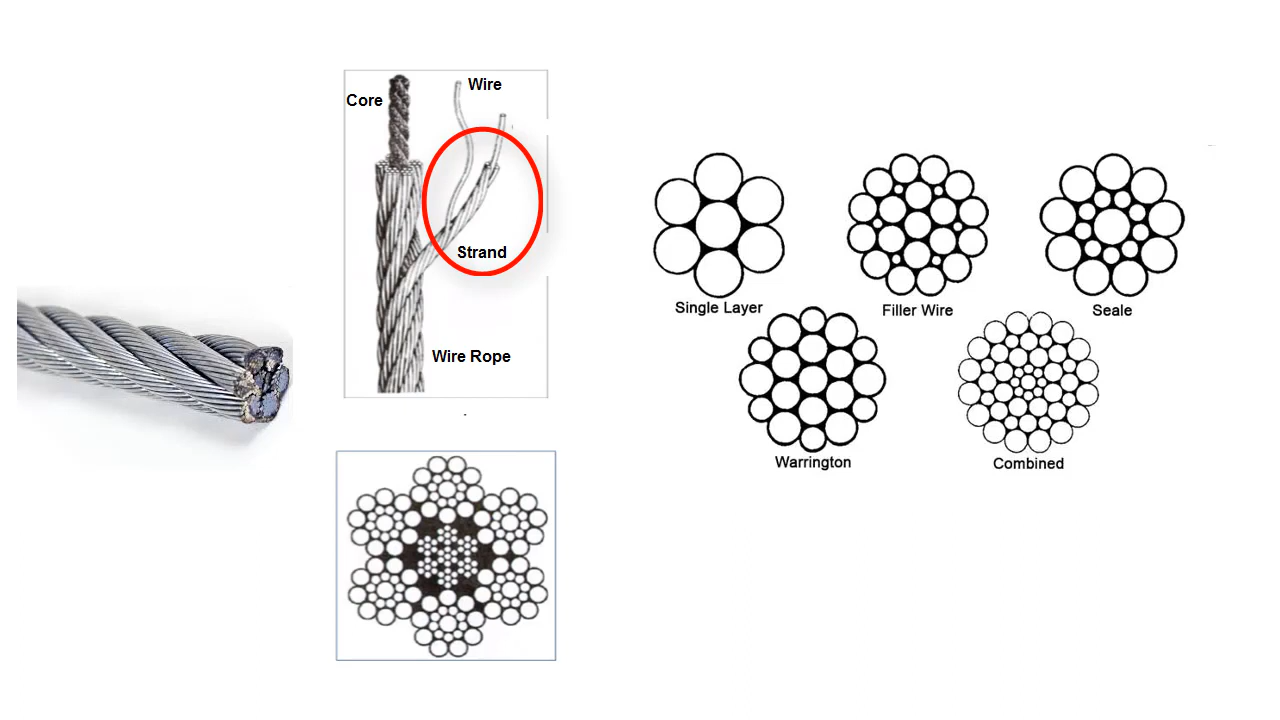 Wire
Core
Strand
Wire Rope
Single Layer
Filler Wire
Seale
Warrington
Combined